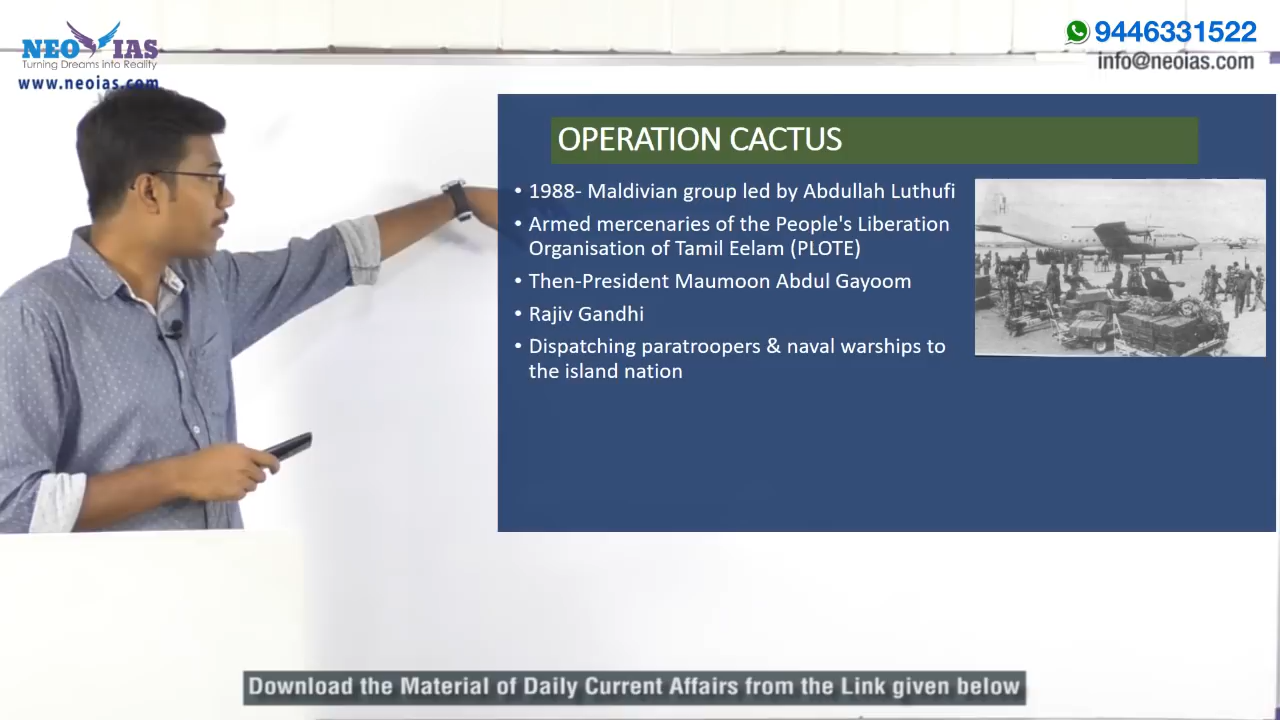 NEO IAS
Turning Dreams into Reality
www.neoias.com
9446331522
info@neoias.com
OPERATION CACTUS
• 1988- Maldivian group led by Abdullah Luthufi
• Armed mercenaries of the People's Liberation
Organisation of Tamil Eelam (PLOTE)
• Then-President Maumoon Abdul Gayoom
• Rajiv Gandhi
• Dispatching paratroopers & naval warships to
the island nation
Download the Material of Daily Current Affairs from the Link given below